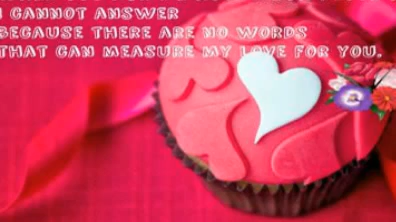 I CANNOT ANSWER
BECAUSE THERE ARE NO WORDS
THAT CAN MEASURE MY LOVE FOR YOU.